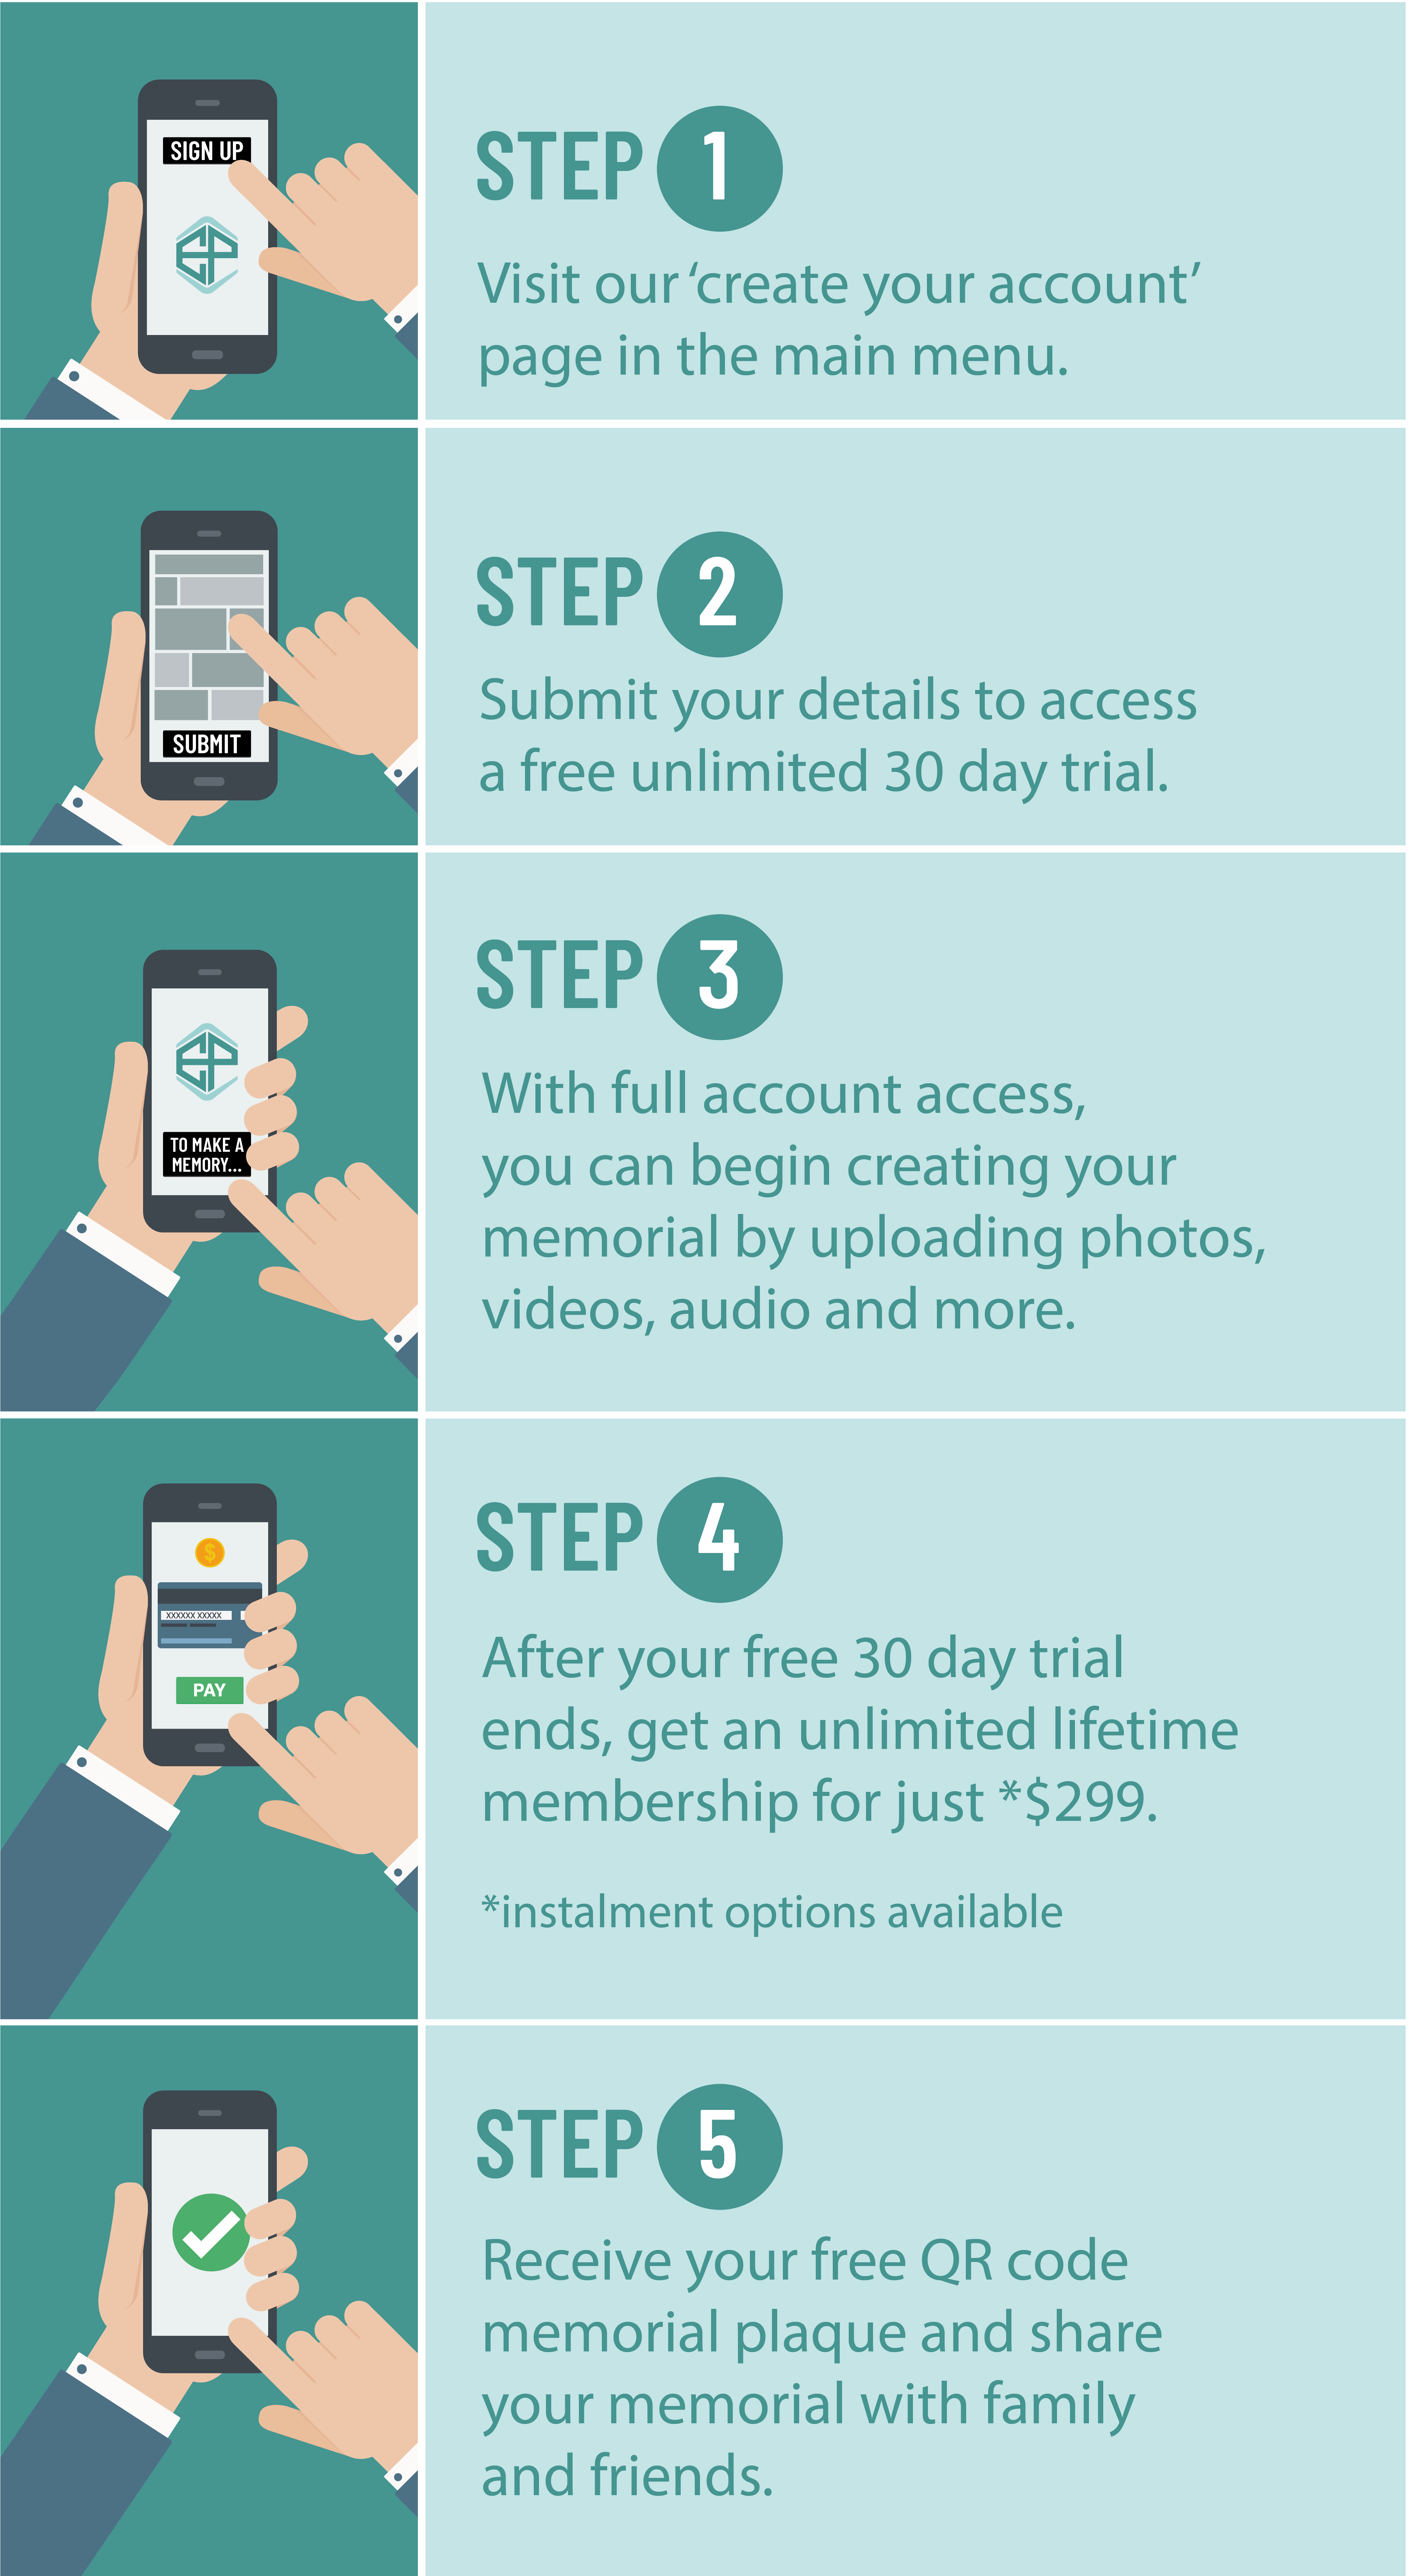 SIGN UP
STEP 1
Visit our ‘create your account’
page in the main menu.
STEP 2
Submit your details to access
a free unlimited 30 day trial.
SUBMIT
STEP 3
With full account access,
you can begin creating your
memorial by uploading photos,
videos, audio and more.
TO MAKE A
MEMORY...
STEP 4
After your free 30 day trial
ends, get an unlimited lifetime
membership for just *$299.
*instalment options available
$
XXXXXX XXXXX
PAY
STEP 5
Receive your free QR code
memorial plaque and share
your memorial with family
and friends.